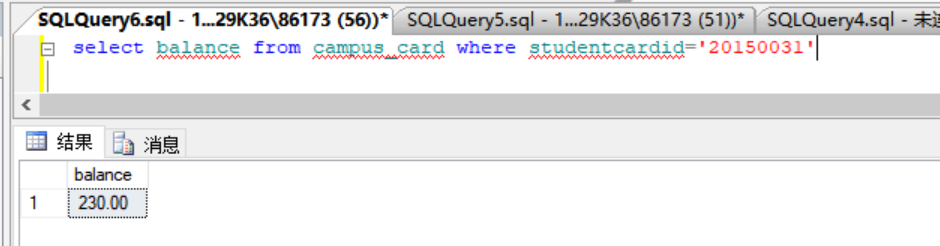 SQLQuery6.sql - 1...29K36\86173 (56))* SQLQuery5.sql - 1...29K36\86173 (51))* SQLQuery4.sql - 未
select balance from campus_card where studentcardid='20150031'
结果 消息
balance
1 230.00